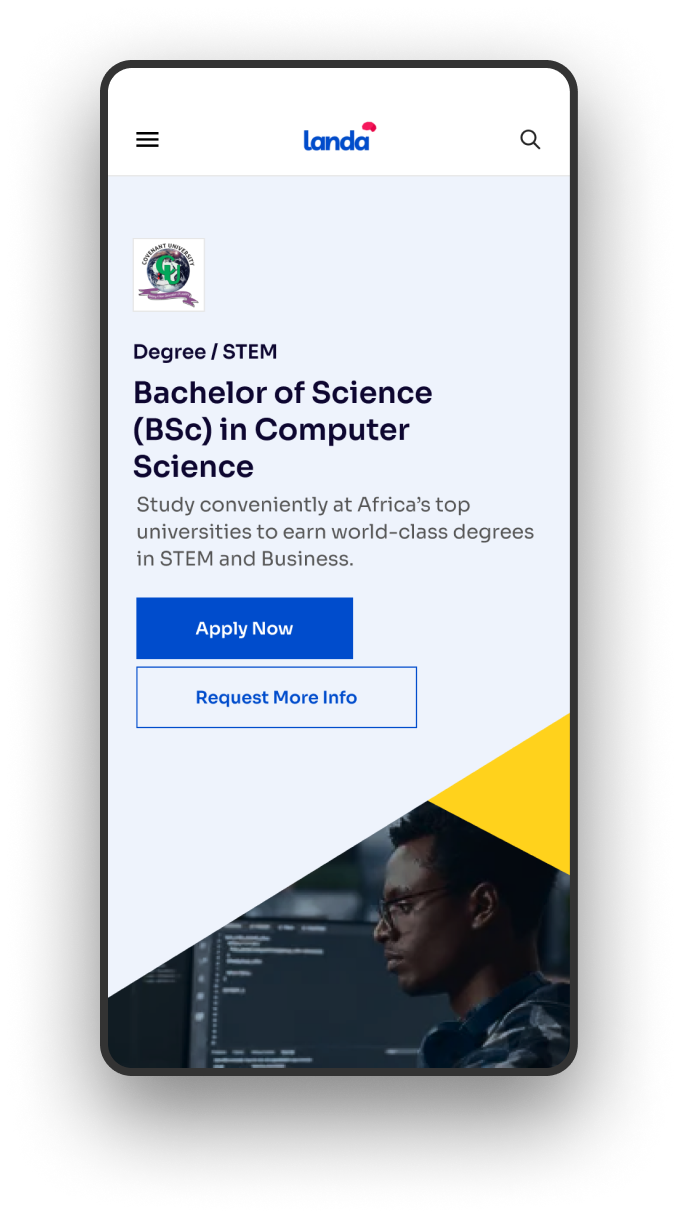 landa
COVENANT UNIVERSITY
Degree / STEM
Bachelor of Science
(BSc) in Computer
Science
Study conveniently at Africa’s top
universities to earn world-class degrees
in STEM and Business.
Apply Now
Request More Info